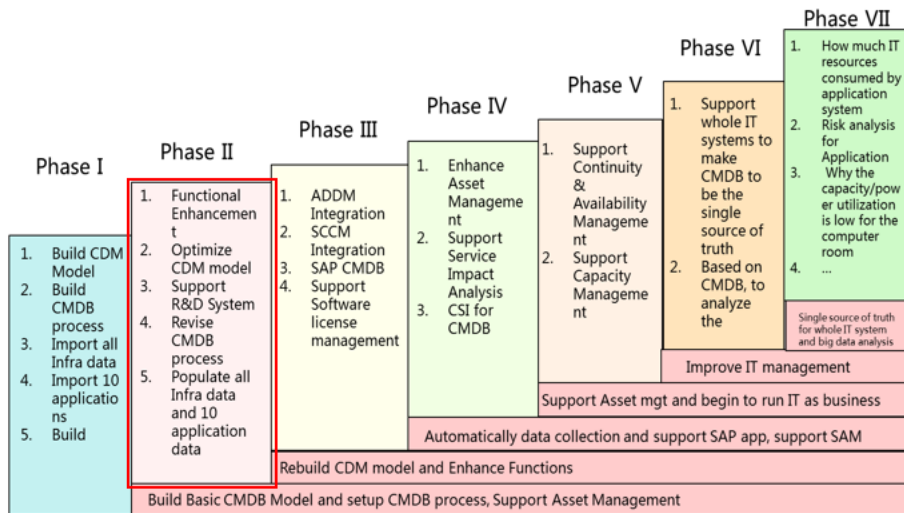 Phase I
1. Build CDM
Model
2. Build
CMDB
process
3. Import all
Infra data
4. Import 10
applicatio
ns
5. Build
Phase II
1. Functional
Enhancemen
t
2. Optimize
CDM model
3. Support
R&D System
4. Revise
CMDB
process
5. Populate all
Infra data
and 10
application
data
Phase III
1. ADDM
Integration
2. SCCM
Integration
3. SAP CMDB
4. Support
Software
license
management
Phase IV
1. Enhance
Asset
Managemen
t
2. Support
Service
Impact
Analysis
3. CSI for
CMDB
Phase V
1. Support
Continuity
&
Availability
Management
2. Support
Capacity
Manageme
nt
Phase VI
1. Support
whole IT
systems to
make CMDB
to be the
single
source of
truth
2. Based on
CMDB, to
analyze
the
Phase VII
1. How much IT
resources
consumed by
application
system
2. Risk analysis
for
Application
3. Why the
capacity/pow
er utilization
is low for the
computer
room
4. ...
Single source of truth
for whole IT system
and big data analysis
Improve IT management
Support Asset mgt and begin to run IT as business
Automatically data collection and support SAP app, support SAM
Rebuild CDM model and Enhance Functions
Build Basic CMDB Model and setup CMDB process, Support Asset Management